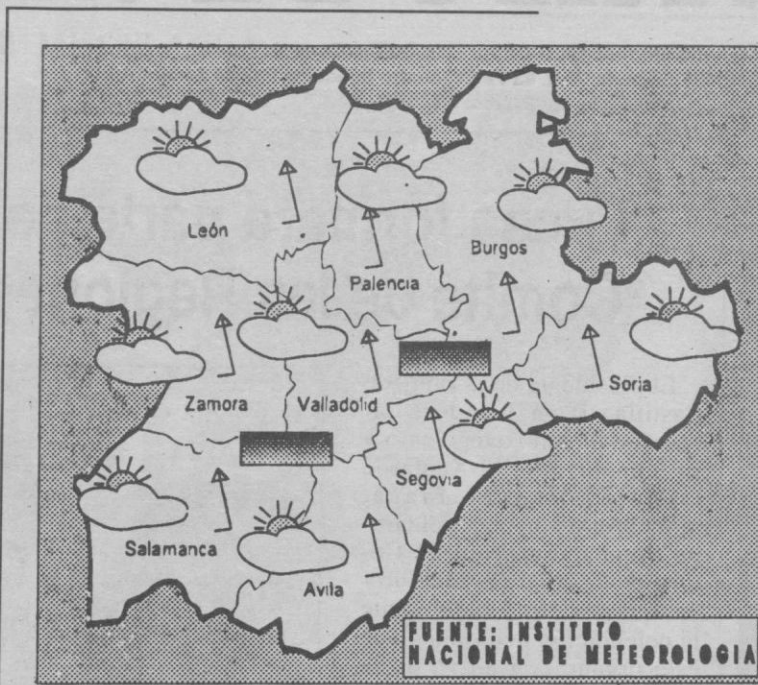 León
Burgos
Palencia
Soria
Zamora
Valladolid
Segovia
Salamanca
Avila
FUENTE: INSTITUTO
NACIONAL DE METEOROLOGIA